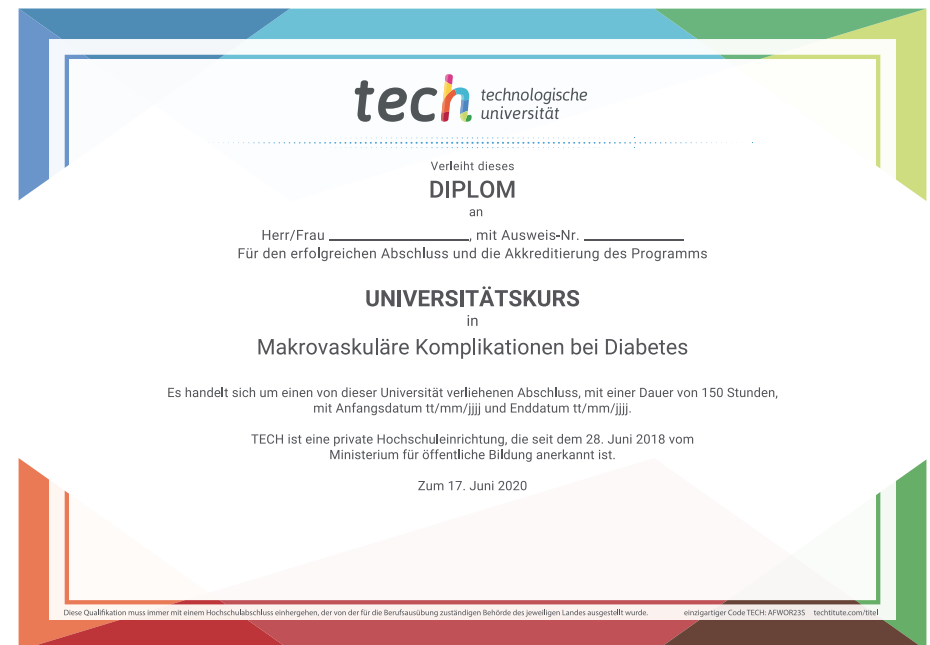 tech technologische
universität
Verleiht dieses
DIPLOM
an
Herr/Frau ____________________, mit Ausweis-Nr. ______________
Für den erfolgreichen Abschluss und die Akkreditierung des Programms
UNIVERSITÄTSKURS
in
Makrovaskuläre Komplikationen bei Diabetes
Es handelt sich um einen von dieser Universität verliehenen Abschluss, mit einer Dauer von 150 Stunden,
mit Anfangsdatum tt/mm/jjjj und Enddatum tt/mm/jjjj.
TECH ist eine private Hochschuleinrichtung, die seit dem 28. Juni 2018 vom
Ministerium für öffentliche Bildung anerkannt ist.
Zum 17. Juni 2020
Diese Qualifikation muss immer mit einem Hochschulabschluss einhergehen, der von der für die Berufsausübung zuständigen Behörde des jeweiligen Landes ausgestellt wurde. einzigartiger Code TECH: AFWOR23S techtitute.com/titel